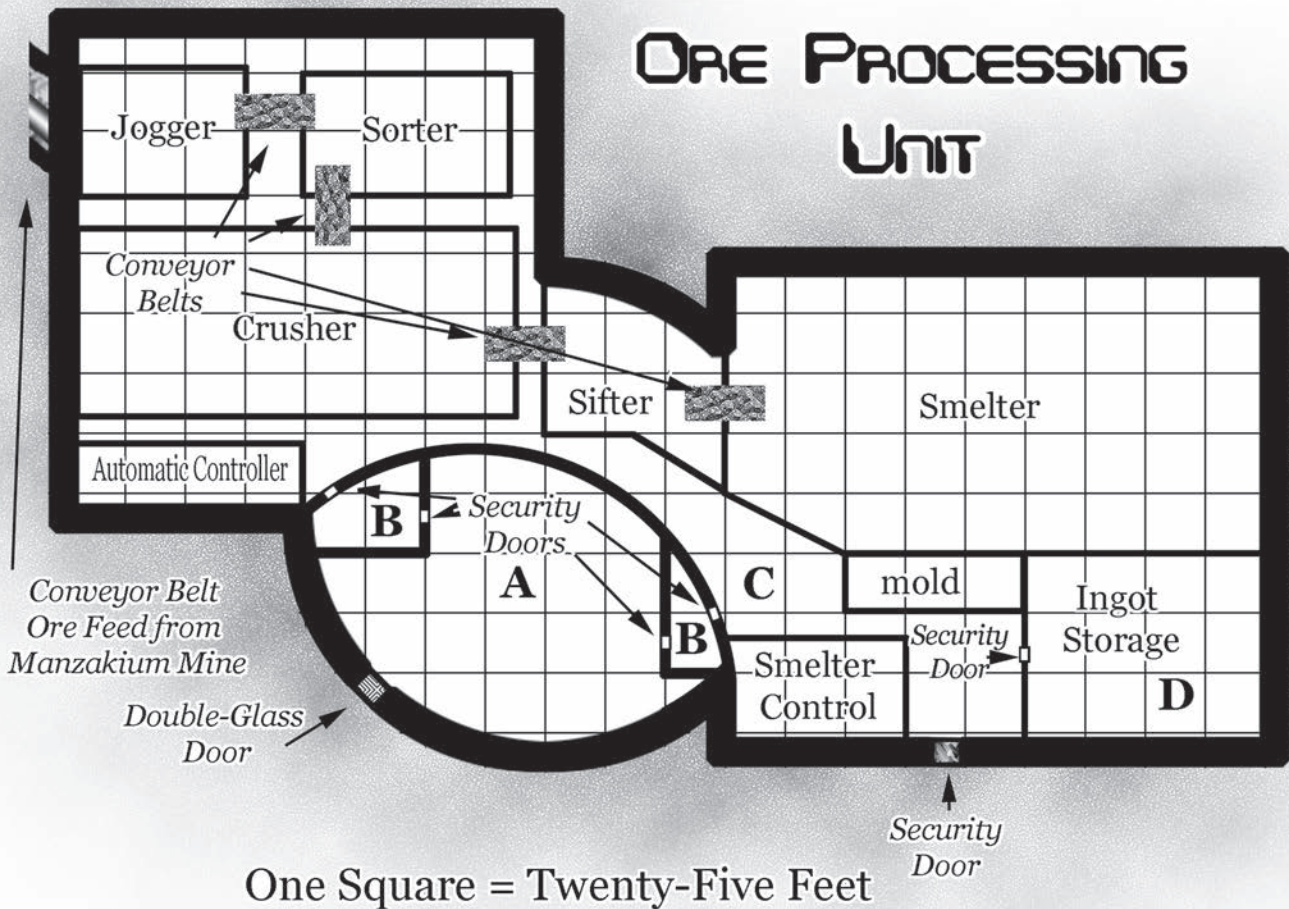 ORE PROCESSING
UNIT
Jogger
Sorter
Conveyor
Belts
Crusher
Sifter
Smelter
Automatic Controller
B
Security
Doors
A
B
C
mold
Ingot
Storage
D
Security
Door
Smelter
Control
Conveyor Belt
Ore Feed from
Manzakium Mine
Double-Glass
Door
Security
Door
One Square = Twenty-Five Feet